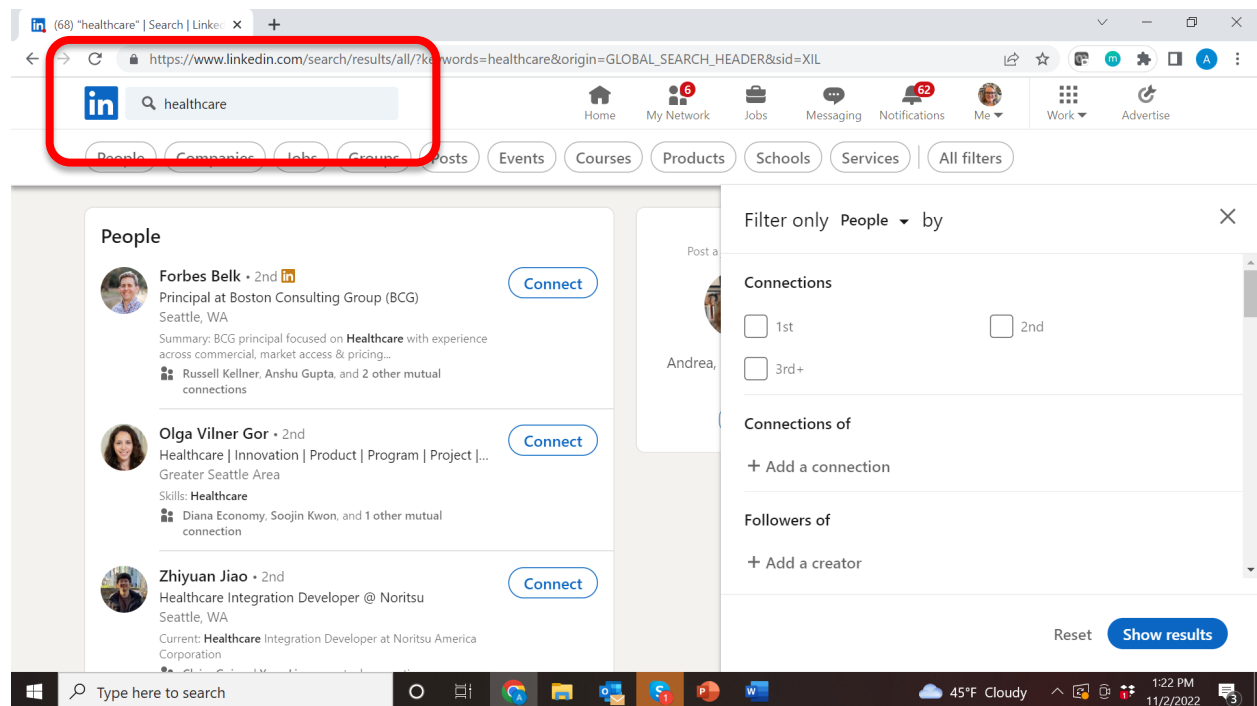 in (68) "healthcare" | Search | Linked
https://www.linkedin.com/search/results/all/?keywords=healthcare&origin=GLOBAL_SEARCH_HEADER&sid=XIL
m
A
in healthcare
Home
6
My Network
Jobs
Messaging
62
Notifications
Me
Work
Advertise
People Companies Jobs Groups Posts Events Courses Products Schools Services All filters
People
Forbes Belk • 2nd in
Principal at Boston Consulting Group (BCG)
Seattle, WA
Summary: BCG principal focused on Healthcare with experience
across commercial, market access & pricing...
Russell Kellner, Anshu Gupta, and 2 other mutual
connections
Connect
Olga Vilner Gor • 2nd
Healthcare | Innovation | Product | Program | Project |...
Greater Seattle Area
Skills: Healthcare
Diana Economy, Soojin Kwon, and 1 other mutual
connection
Connect
Zhiyuan Jiao • 2nd
Healthcare Integration Developer @ Noritsu
Seattle, WA
Current: Healthcare Integration Developer at Noritsu America
Corporation
Connect
Post a
Andrea,
Filter only People by
Connections
1st
2nd
3rd+
Connections of
+ Add a connection
Followers of
+ Add a creator
Reset
Show results
Type here to search
45°F Cloudy
1:22 PM
11/2/2022
3